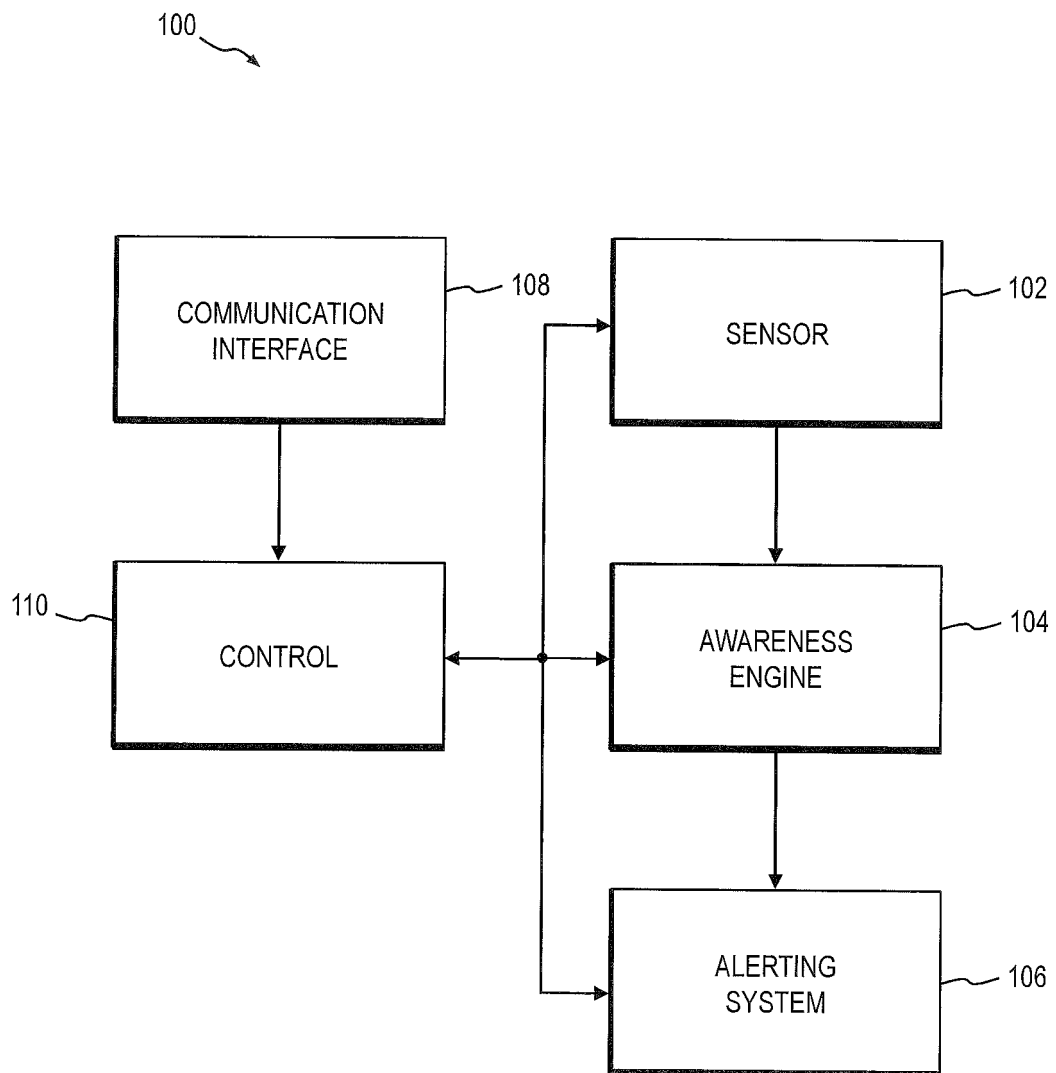 100
COMMUNICATION
INTERFACE
108
SENSOR
102
110
CONTROL
AWARENESS
ENGINE
104
ALERTING
SYSTEM
106